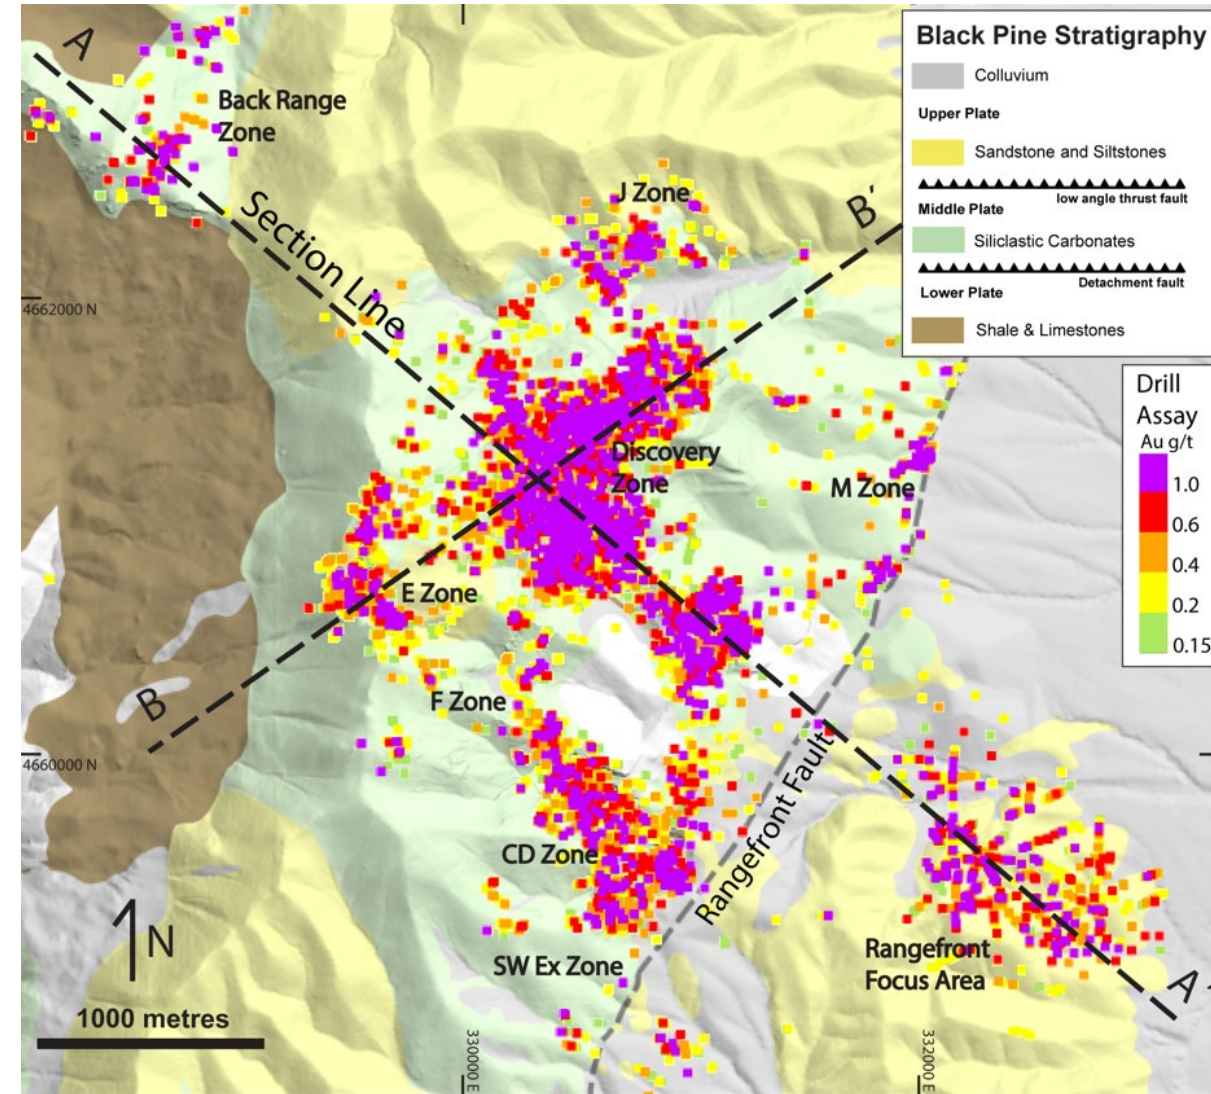 A
Back Range
Zone
Section Line
J Zone
B'
4662000 N
Discovery
Zone
M Zone
E Zone
B
F Zone
4660000 N
Rangefront Fault
CD Zone
SW Ex Zone
Rangefront
Focus Area
A'
N
1000 metres
330000 E
332000 E
Black Pine Stratigraphy
Colluvium
Upper Plate
Sandstone and Siltstones
low angle thrust fault
Middle Plate
Siliclastic Carbonates
Detachment fault
Lower Plate
Shale & Limestones
Drill
Assay
Au g/t
1.0
0.6
0.4
0.2
0.15